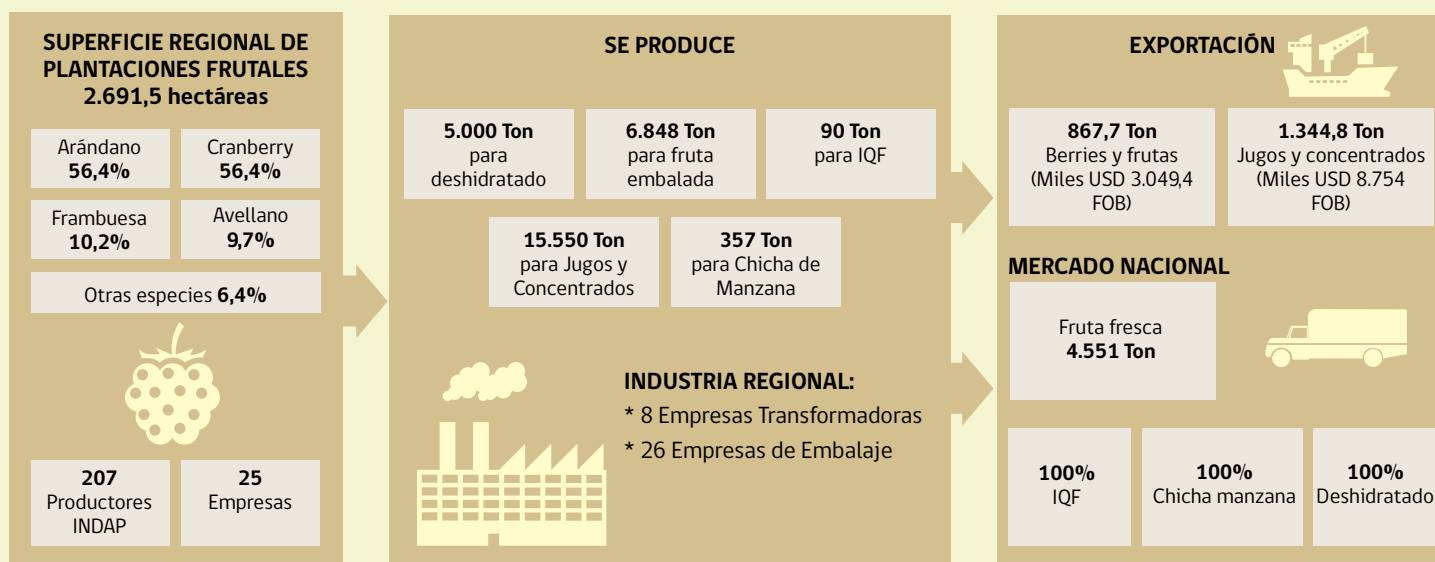 SUPERFICIE REGIONAL DE
PLANTACIONES FRUTALES
2.691,5 hectáreas
Arándano
56,4%
Cranberry
56,4%
Frambuesa
10,2%
Avellano
9,7%
Otras especies 6,4%
207
Productores
INDAP
25
Empresas
SE PRODUCE
5.000 Ton
para
deshidratado
6.848 Ton
para fruta
embalada
90 Ton
para IQF
15.550 Ton
para Jugos y
Concentrados
357 Ton
para Chicha de
Manzana
INDUSTRIA REGIONAL:
* 8 Empresas Transformadoras
* 26 Empresas de Embalaje
EXPORTACIÓN
867,7 Ton
Berries y frutas
(Miles USD 3.049,4
FOB)
1.344,8 Ton
Jugos y concentrados
(Miles USD 8.754
FOB)
MERCADO NACIONAL
Fruta fresca
4.551 Ton
100%
IQF
100%
Chicha manzana
100%
Deshidratado